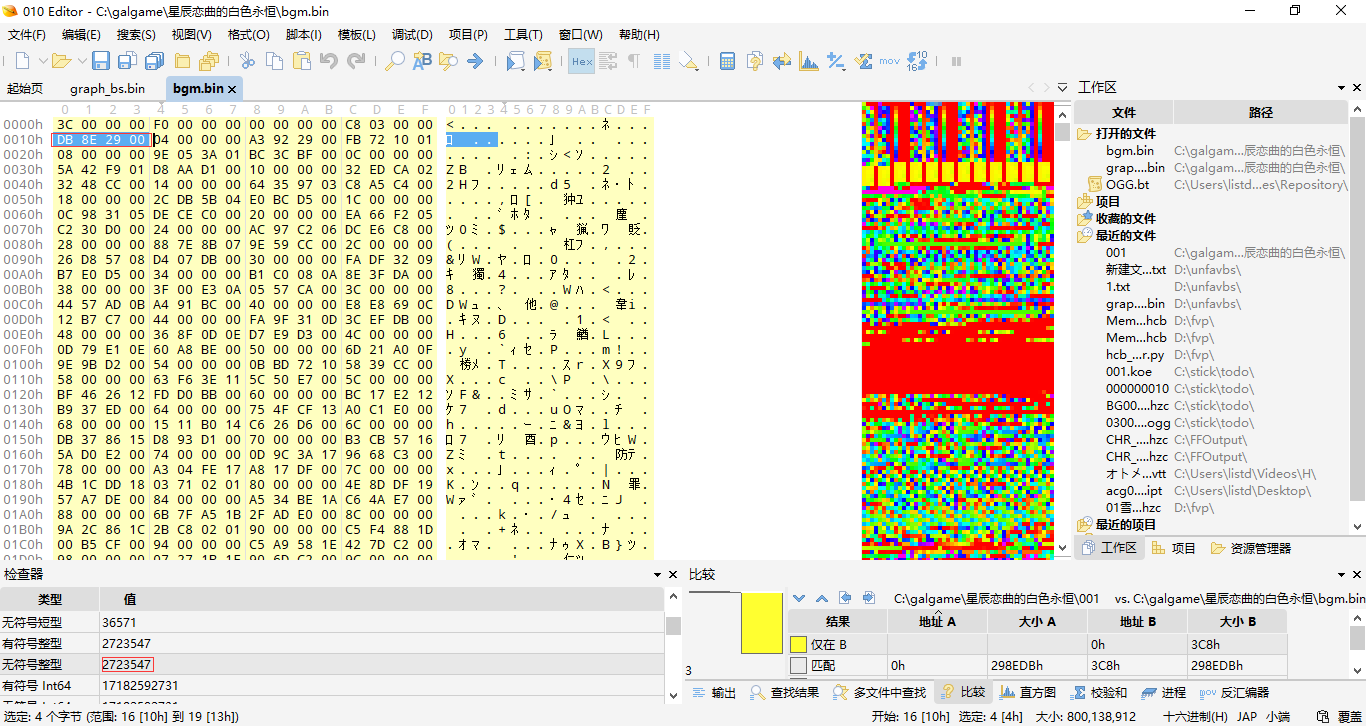 010 Editor - C:\galgame\星辰恋曲的白色永恒\bgm.bin
文件(F) 编辑(E) 搜索(S) 视图(V) 格式(O) 脚本(I) 模板(L) 调试(D) 项目(P) 工具(T) 窗口(W) 帮助(H)
起始页 graph_bs.bin bgm.bin
0 1 2 3 4 5 6 7 8 9 A B C D E F 0 1 2 3 4 5 6 7 8 9 A B C D E F
0000h 3C 00 00 00 F0 00 00 00 00 00 00 00 C8 03 00 00
0010h DB 8E 29 00 04 00 00 00 A3 92 29 00 FB 72 10 01
0020h 08 00 00 00 9E 05 3A 01 BC 3C BF 00 0C 00 00 00
0030h 5A 42 F9 01 D8 AA D1 00 10 00 00 00 32 ED CA 02
0040h 32 48 CC 00 14 00 00 00 64 35 97 03 C8 A5 C4 00
0050h 18 00 00 00 2C DB 5B 04 E0 BC D5 00 1C 00 00 00
0060h 0C 98 31 05 DE CE C0 00 20 00 00 00 EA 66 F2 05
0070h C2 30 D0 00 24 00 00 00 AC 97 C2 06 DC E6 C8 00
0080h 28 00 00 00 88 7E 8B 07 9E 59 CC 00 2C 00 00 00
0090h 26 D8 57 08 D4 07 DB 00 30 00 00 00 FA DF 32 09
00A0h B7 E0 D5 00 34 00 00 00 B1 C0 08 0A 8E 3F DA 00
00B0h 38 00 00 00 3F 00 E3 0A 05 57 CA 00 3C 00 00 00
00C0h 44 57 AD 0B A4 91 BC 00 40 00 00 00 E8 E8 69 0C
00D0h 12 B7 C7 00 44 00 00 00 FA 9F 31 0D 3C EF DB 00
00E0h 48 00 00 00 36 8F 0D 0E D7 E9 D3 00 4C 00 00 00
00F0h 0D 79 E1 0E 60 A8 BE 00 50 00 00 00 6D 21 A0 0F
0100h 9E 9B D2 00 54 00 00 00 0B BD 72 10 58 39 CC 00
0110h 58 00 00 00 63 F6 3E 11 5C 50 E7 00 5C 00 00 00
0120h BF 46 26 12 FD D0 BB 00 60 00 00 00 BC 17 E2 12
0130h B9 37 ED 00 64 00 00 00 75 4F CF 13 A0 C1 E0 00
0140h 68 00 00 00 15 11 B0 14 C6 26 D6 00 6C 00 00 00
0150h DB 37 86 15 D8 93 D1 00 70 00 00 00 B3 CB 57 16
0160h 5A D0 E2 00 74 00 00 00 0D 9C 3A 17 96 68 C3 00
0170h 78 00 00 00 A3 04 FE 17 A8 17 DF 00 7C 00 00 00
0180h 4B 1C DD 18 03 71 02 01 80 00 00 00 4E 8D DF 19
0190h 57 A7 DE 00 84 00 00 00 A5 34 BE 1A C6 4A E7 00
01A0h 88 00 00 00 6B 7F A5 1B 2F AD E0 00 8C 00 00 00
01B0h 9A 2C 86 1C 2B C8 02 01 90 00 00 00 C5 F4 88 1D
01C0h 00 B5 CF 00 94 00 00 00 C5 A9 58 1E 42 7D C2 00
工作区
文件 路径
打开的文件
bgm.bin C:\galgam...辰恋曲的白色永恒\
grap....bin C:\galgam...辰恋曲的白色永恒\
OGG.bt C:\Users\listd...es\Repository\
项目
收藏的文件
最近的文件
001 C:\galgam...辰恋曲的白色永恒\
新建文...txt D:\unfavbs\
1.txt D:\unfavbs\
grap....bin D:\unfavbs\
Mem...hcb D:\fvp\
Mem...hcb D:\fvp\
hcb_...r.py D:\fvp\
001.koe C:\stick\todo\
000000010 C:\stick\todo\
BG00....hzc C:\stick\todo\
0300....ogg C:\stick\todo\
CHR_....hzc C:\FFOutput\
CHR_....hzc C:\FFOutput\
オトメ...vtt C:\Users\listd\Videos\H\
acg0....ipt C:\Users\listd\Desktop\
01雪...hzc D:\fvp\
最近的项目
工作区 项目 资源管理器
检查器
类型 值
无符号短型 36571
有符号整型 2723547
无符号整型 2723547
有符号 Int64 17182592731
比较
C:\galgame\星辰恋曲的白色永恒\001 vs. C:\galgame\星辰恋曲的白色永恒\bgm.bin
结果 地址 A 大小 A 地址 B 大小 B
仅在 B 0h 3C8h
匹配 0h 298EDBh 3C8h 298EDBh
3
输出 查找结果 多文件中查找 比较 直方图 校验和 进程 反汇编器
选定: 4 个字节 (范围: 16 [10h] 到 19 [13h]) 开始: 16 [10h] 选定: 4 [4h] 大小: 800,138,912 十六进制(H) JAP 小端 覆盖